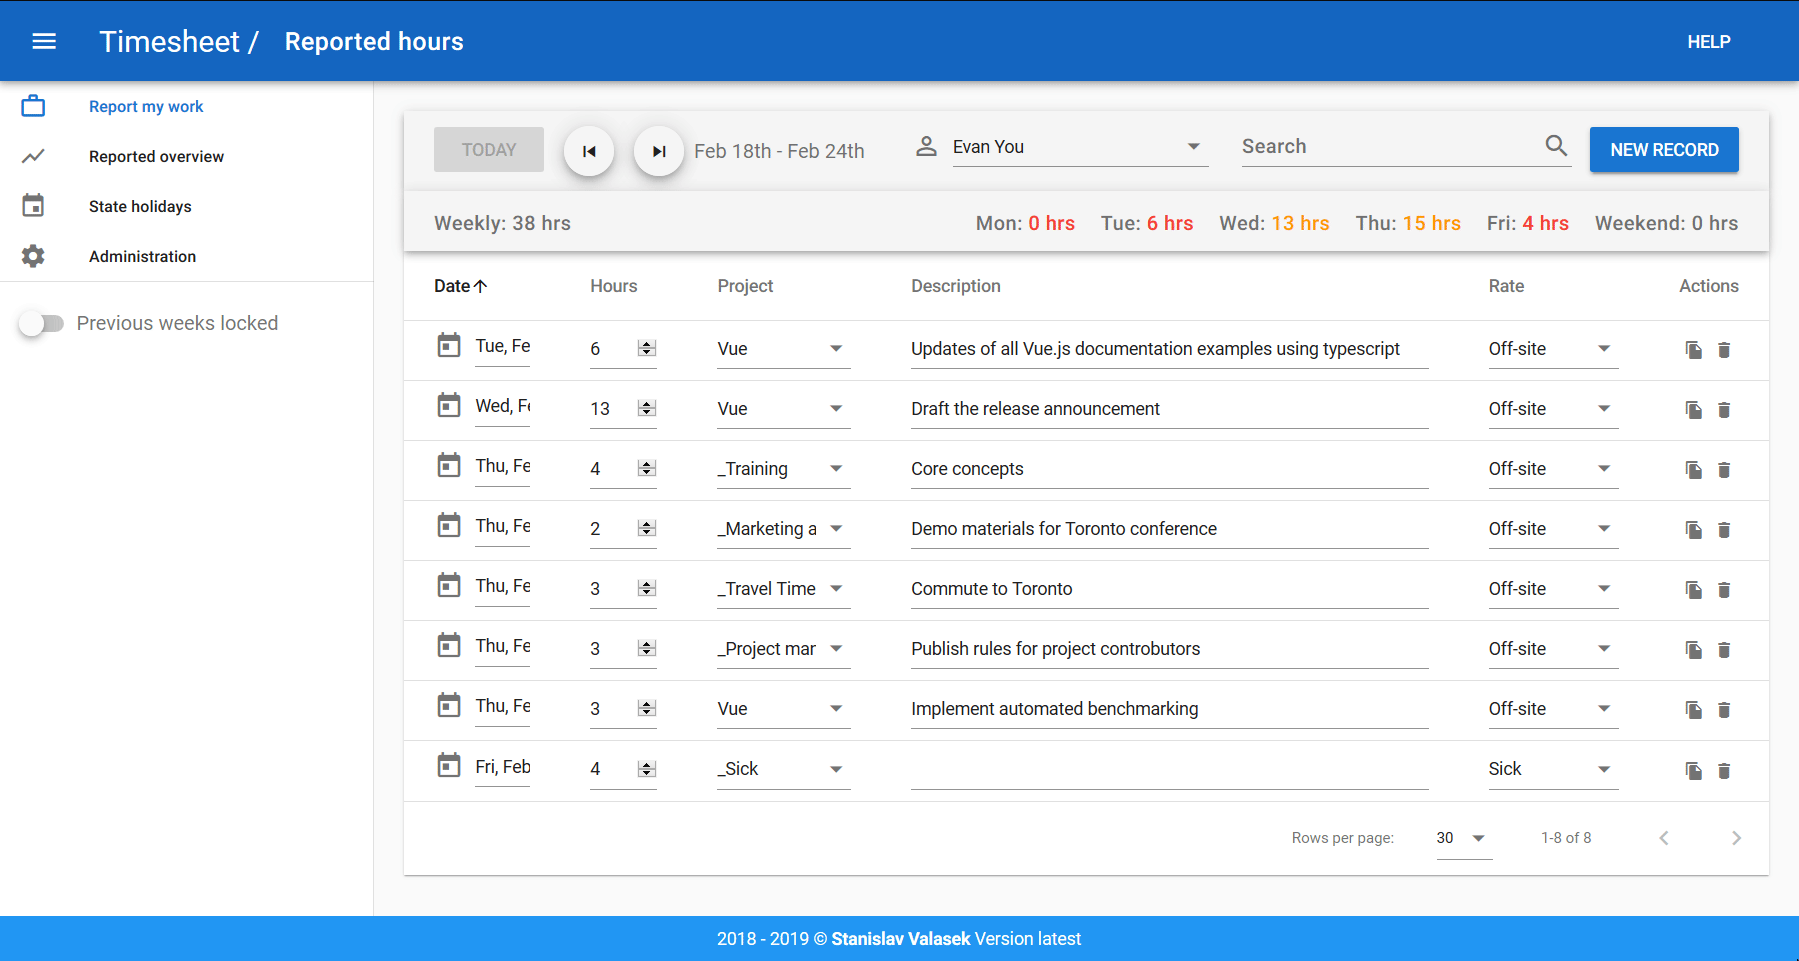 Timesheet / Reported hours HELP
Report my work
Reported overview
State holidays
Administration
Previous weeks locked
TODAY Feb 18th - Feb 24th Evan You Search NEW RECORD
Weekly: 38 hrs Mon: 0 hrs Tue: 6 hrs Wed: 13 hrs Thu: 15 hrs Fri: 4 hrs Weekend: 0 hrs
Date Hours Project Description Rate Actions
Tue, Fe 6 Vue Updates of all Vue.js documentation examples using typescript Off-site
Wed, Fe 13 Vue Draft the release announcement Off-site
Thu, Fe 4 _Training Core concepts Off-site
Thu, Fe 2 _Marketing a Demo materials for Toronto conference Off-site
Thu, Fe 3 _Travel Time Commute to Toronto Off-site
Thu, Fe 3 _Project mar Publish rules for project controbutors Off-site
Thu, Fe 3 Vue Implement automated benchmarking Off-site
Fri, Feb 4 _Sick Sick
Rows per page: 30 1-8 of 8
2018 - 2019 © Stanislav Valasek Version latest